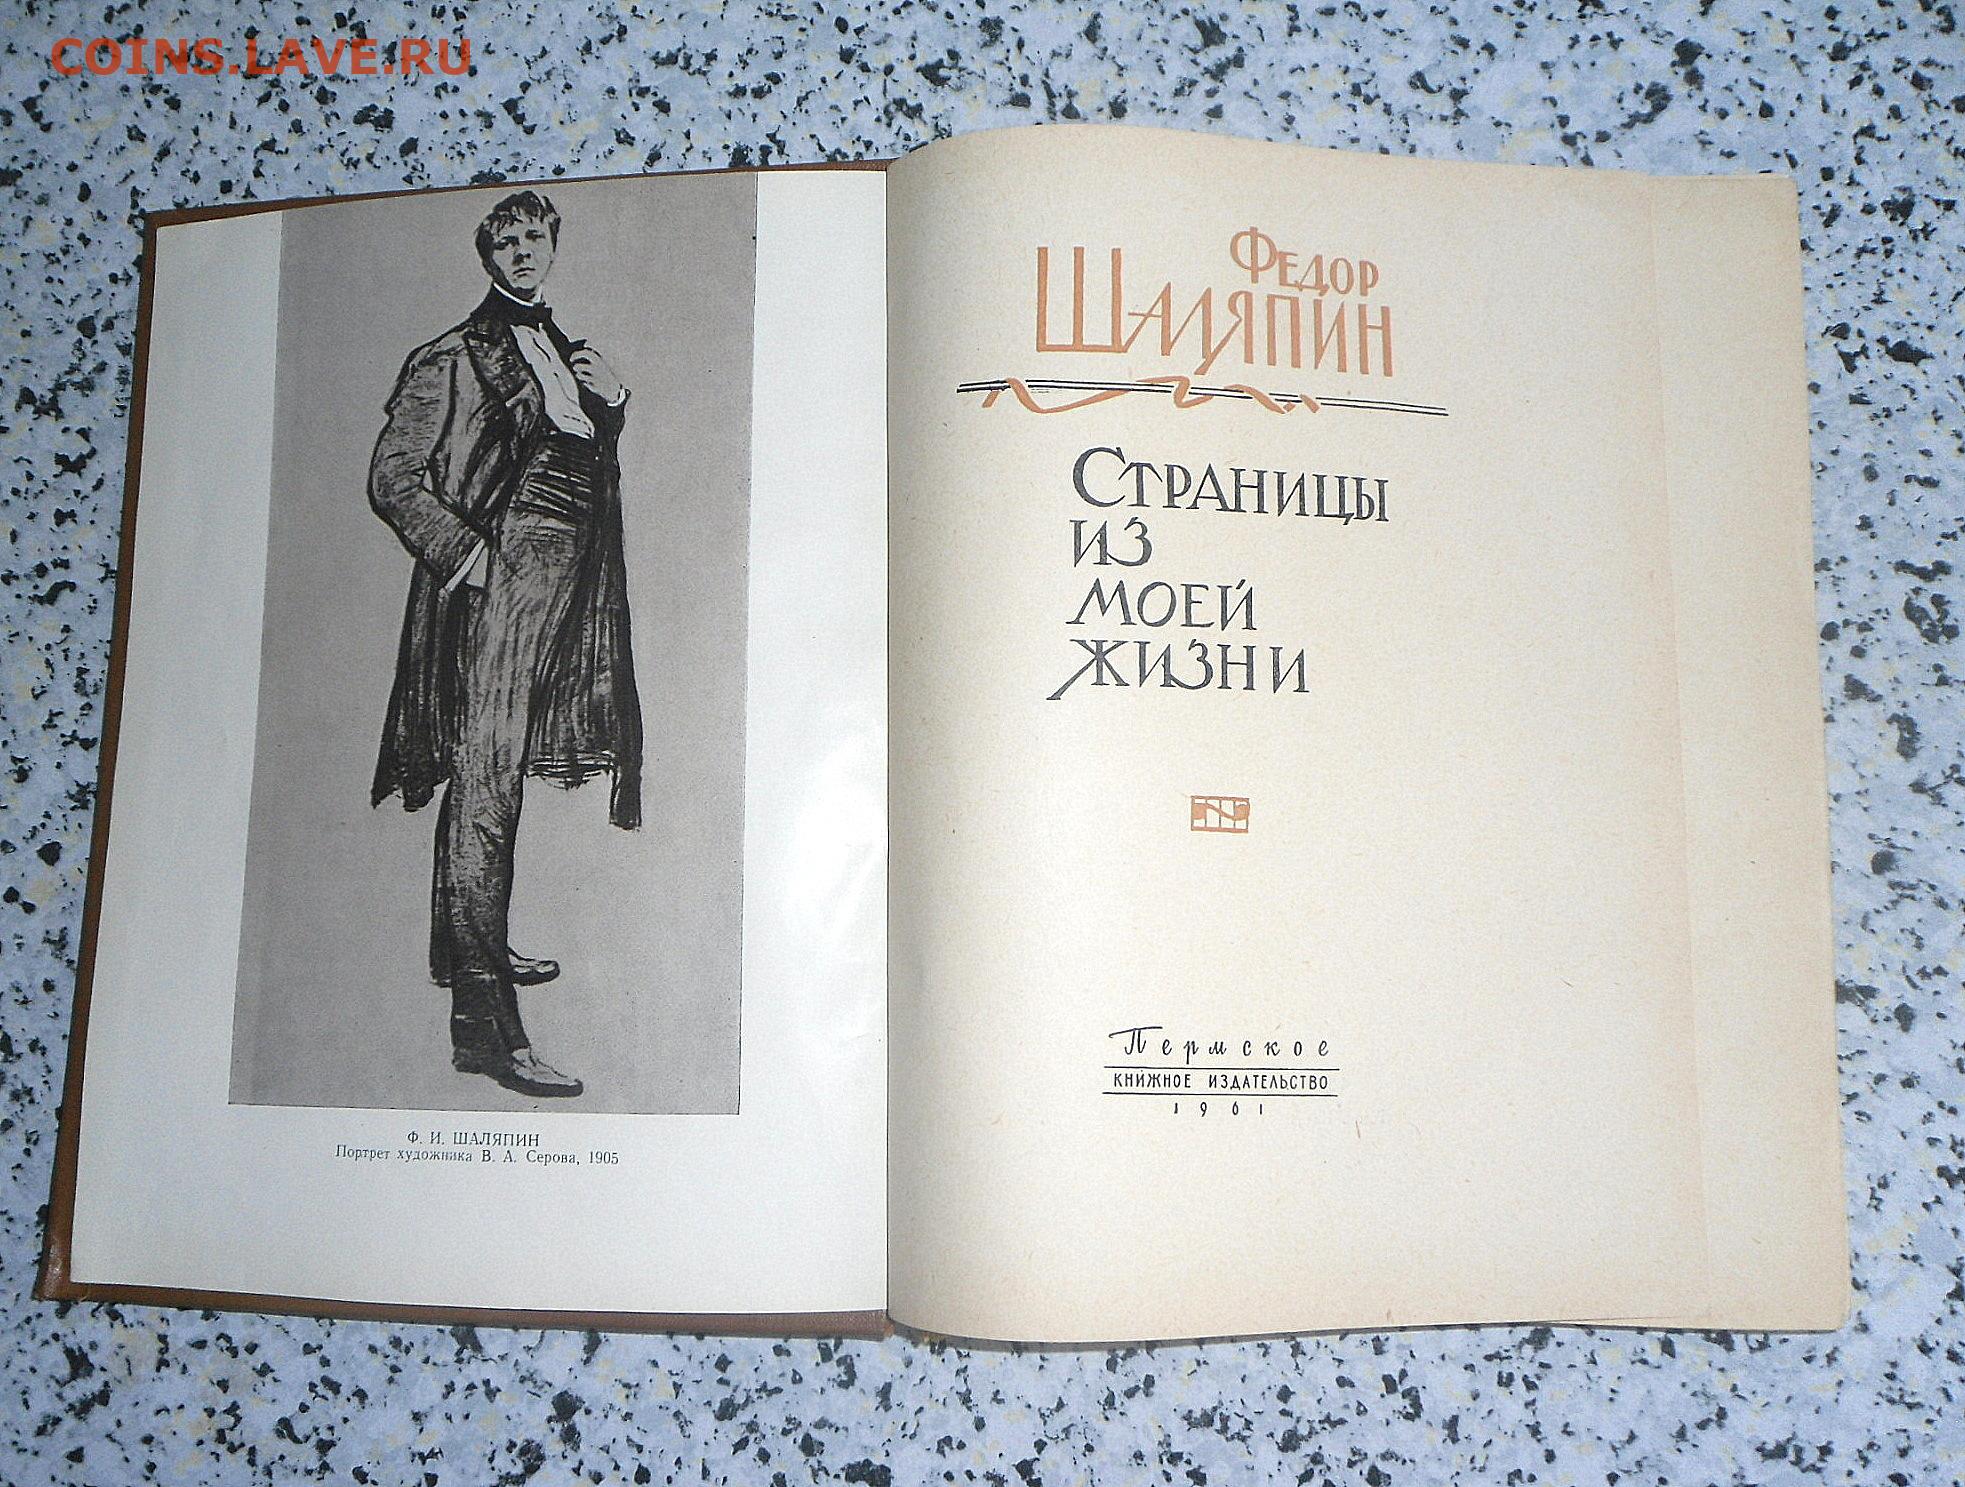 COINS.LAVE.RU
Ф. И. ШАЛЯПИН
Портрет художника В. А. Серова, 1905
ФЕДОР
ШАЛЯПИН
СТРАНИЦЫ
ИЗ
МОЕЙ
ЖИЗНИ
Пермское
КНИЖНОЕ ИЗДАТЕЛЬСТВО
1961